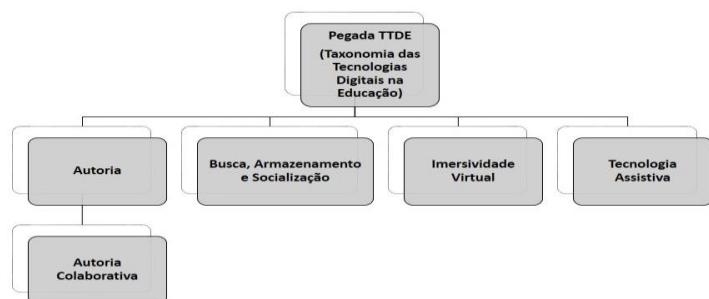 Pegada TTDE
(Taxonomia das
Tecnologias
Digitais na
Educação)
Autoria
Busca, Armazenamento
e Socialização
Imersividade
Virtual
Tecnologia
Assistiva
Autoria
Colaborativa